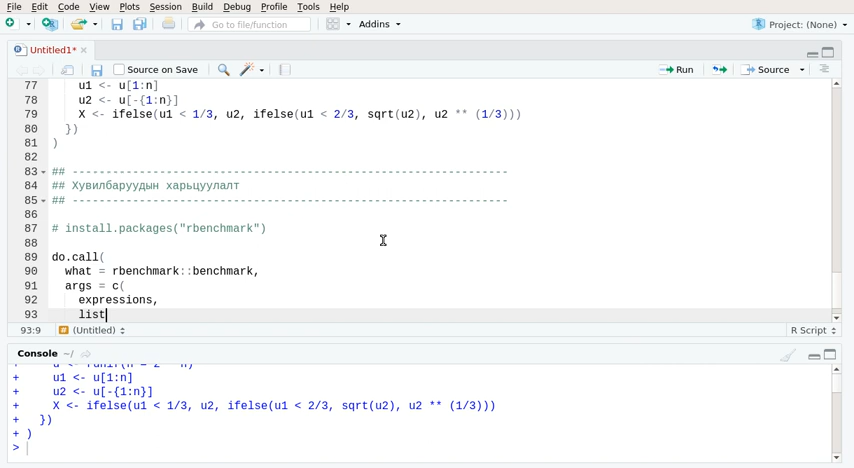 File Edit Code View Plots Session Build Debug Profile Tools Help
Go to file/function Addins Project: (None)
Untitled1*
Source on Save Run Source
77 u1 <- u[1:n]
78 u2 <- u[-{1:n}]
79 X <- ifelse(u1 < 1/3, u2, ifelse(u1 < 2/3, sqrt(u2), u2 ** (1/3)))
80 })
81 )
82
83 ## -----------------------------------------------------------------
84 ## Хувилбаруудын харьцуулалт
85 ## -----------------------------------------------------------------
86
87 # install.packages("rbenchmark")
88
89 do.call(
90 what = rbenchmark::benchmark,
91 args = c(
92 expressions,
93 list
93:9 (Untitled) R Script
Console ~/
+ u1 <- u[1:n]
+ u2 <- u[-{1:n}]
+ X <- ifelse(u1 < 1/3, u2, ifelse(u1 < 2/3, sqrt(u2), u2 ** (1/3)))
+ })
+ )
>